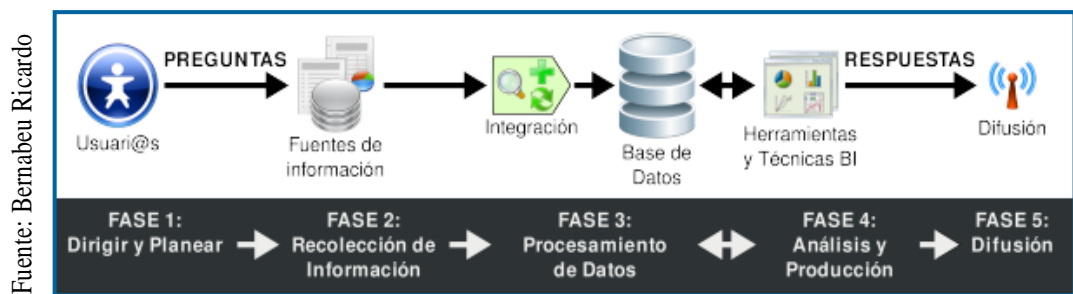 Fuente: Bernabeu Ricardo
PREGUNTAS
RESPUESTAS
Usuari@s
Fuentes de
información
Integración
Base de
Datos
Herramientas
y Técnicas BI
Difusión
FASE 1:
Dirigir y Planear
FASE 2:
Recolección de
Información
FASE 3:
Procesamiento
de Datos
FASE 4:
Análisis y
Producción
FASE 5:
Difusión